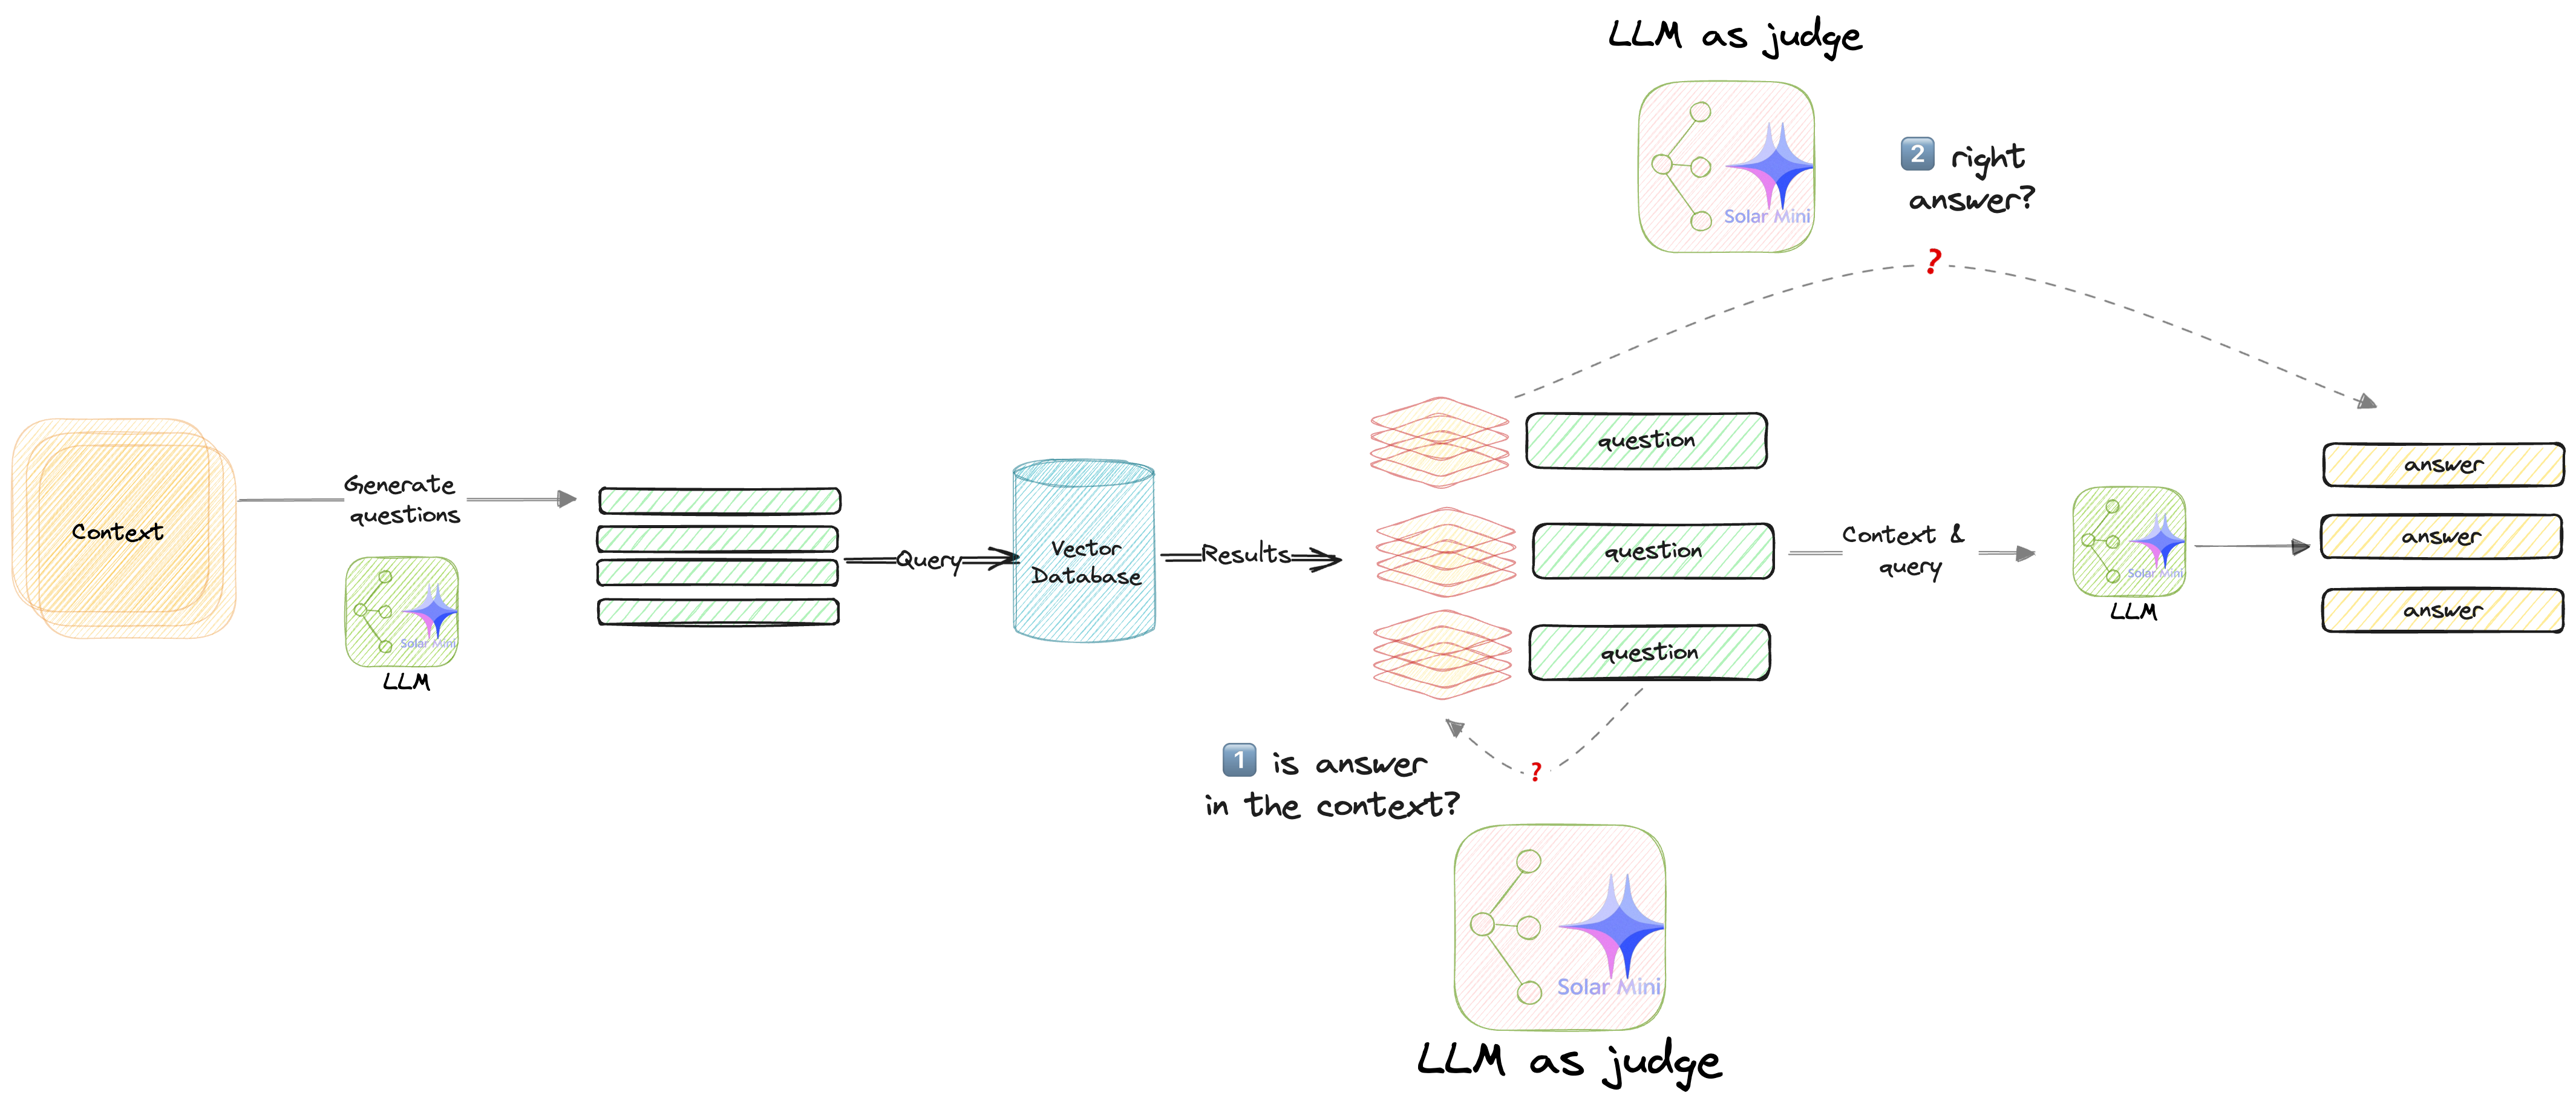 LLM as judge
Solar Mini
2 right
answer?
?
Context
Generate
questions
Solar Mini
LLM
Query
Vector
Database
Results
question
question
question
Context &
query
Solar Mini
LLM
answer
answer
answer
1 is answer
in the context?
?
Solar Mini
LLM as judge